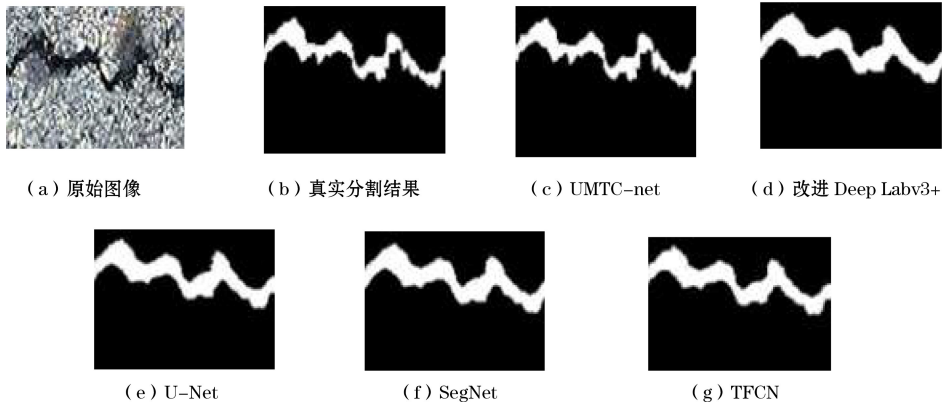 （a）原始图像
（b）真实分割结果
（c）UMTC-net
（d）改进 Deep Labv3+
（e）U-Net
（f）SegNet
（g）TFCN